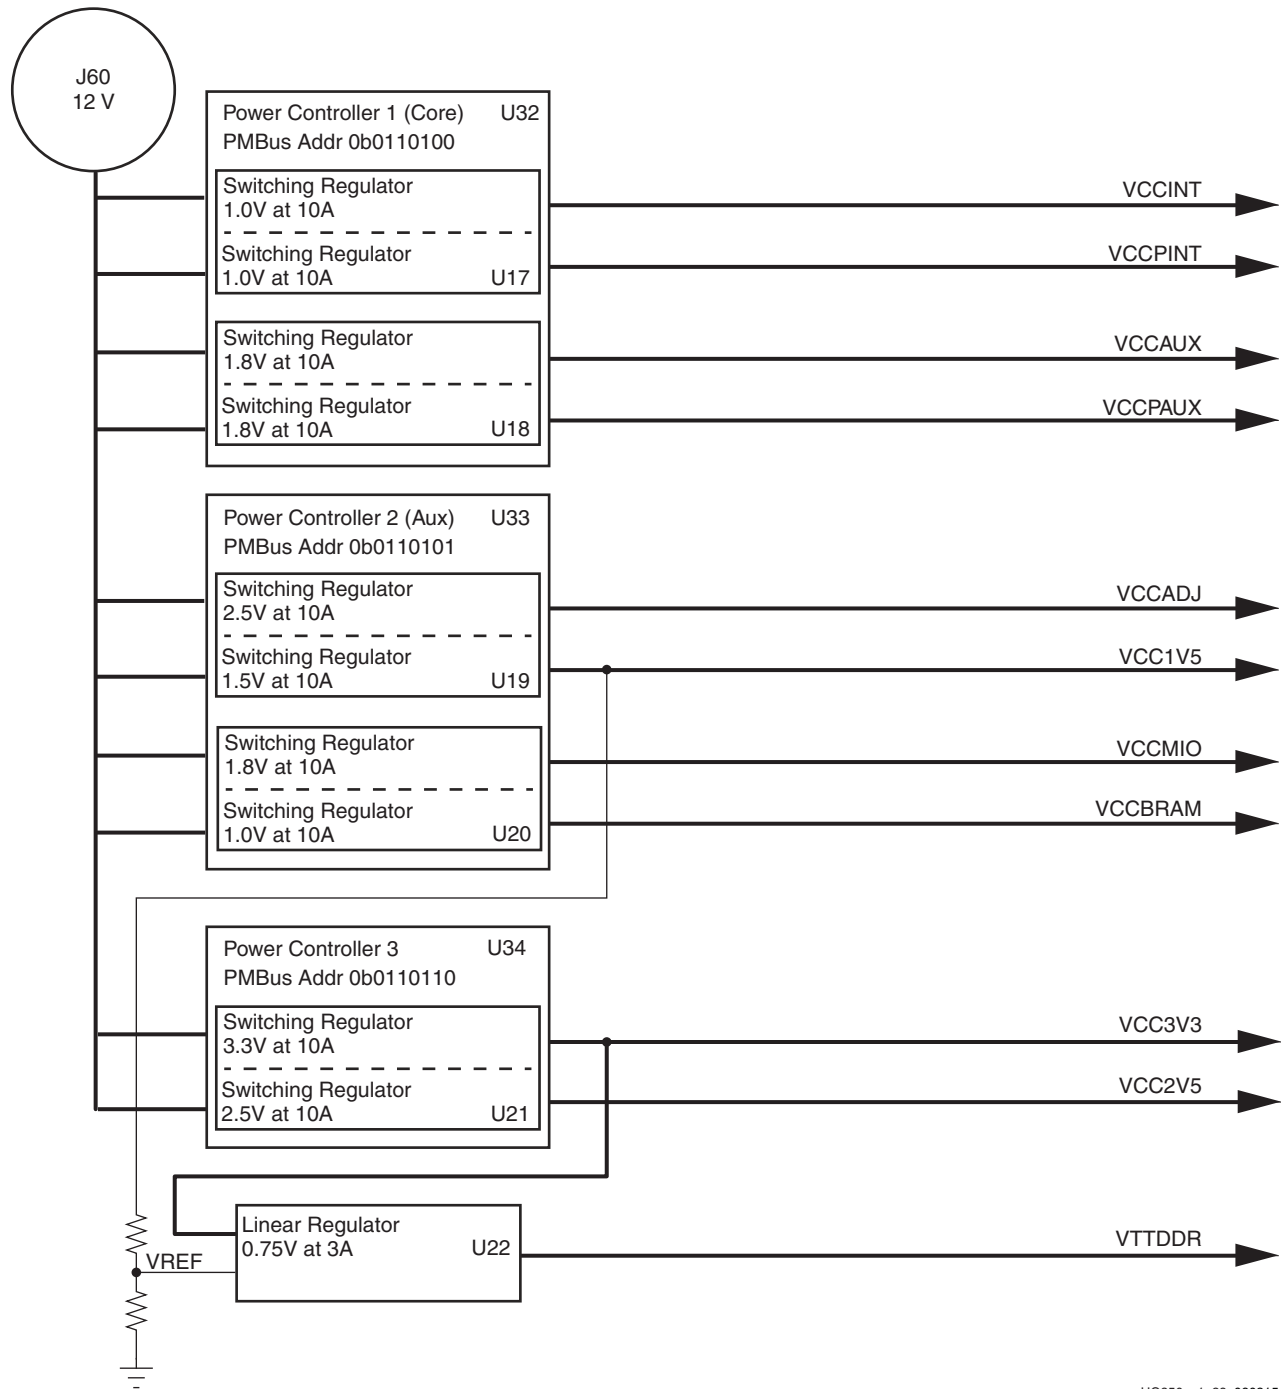 J60
12 V
Power Controller 1 (Core) U32
PMBus Addr 0b0110100
Switching Regulator
1.0V at 10A
Switching Regulator
1.0V at 10A U17
Switching Regulator
1.8V at 10A
Switching Regulator
1.8V at 10A U18
VCCINT
VCCPINT
VCCAUX
VCCPAUX
Power Controller 2 (Aux) U33
PMBus Addr 0b0110101
Switching Regulator
2.5V at 10A
Switching Regulator
1.5V at 10A U19
Switching Regulator
1.8V at 10A
Switching Regulator
1.0V at 10A U20
VCCADJ
VCC1V5
VCCMIO
VCCBRAM
Power Controller 3 U34
PMBus Addr 0b0110110
Switching Regulator
3.3V at 10A
Switching Regulator
2.5V at 10A U21
VCC3V3
VCC2V5
Linear Regulator
0.75V at 3A U22
VREF
VTTDDR